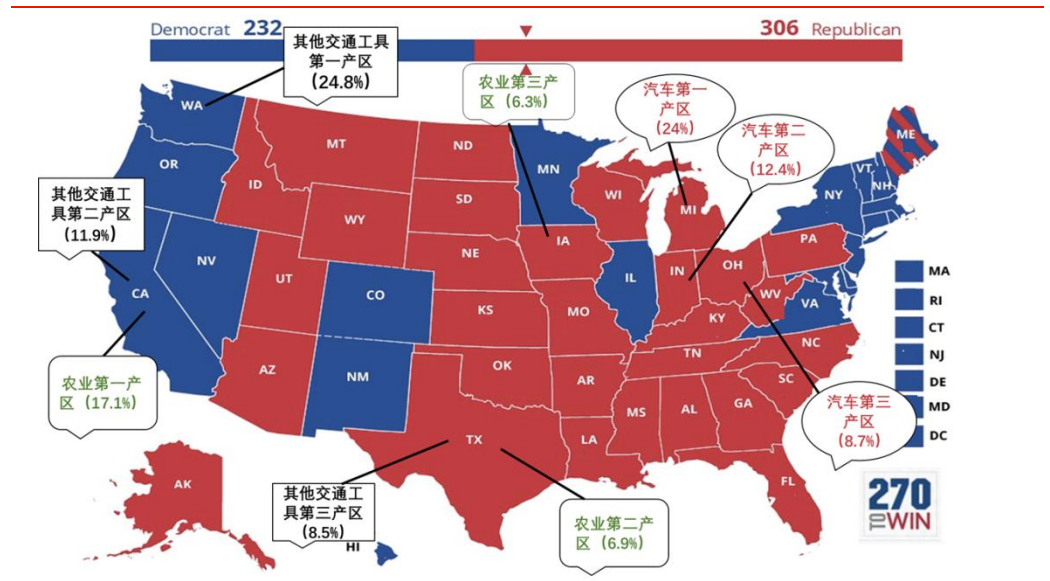 Democrat 232
306 Republican
其他交通工具
第一产区
(24.8%)
农业第三产
区 (6.3%)
汽车第一
产区
(24%)
汽车第二
产区
(12.4%)
其他交通工
具第二产区
(11.9%)
农业第一产
区 (17.1%)
其他交通工
具第三产区
(8.5%)
农业第二产
区 (6.9%)
汽车第三
产区
(8.7%)
WA
OR
CA
NV
ID
MT
WY
UT
AZ
CO
NM
ND
SD
NE
KS
OK
TX
MN
IA
MO
AR
LA
WI
IL
MI
IN
OH
KY
TN
MS
AL
GA
FL
SC
NC
VA
WV
PA
NY
VT
NH
ME
AK
HI
MA
RI
CT
NJ
DE
MD
DC
270
TO WIN